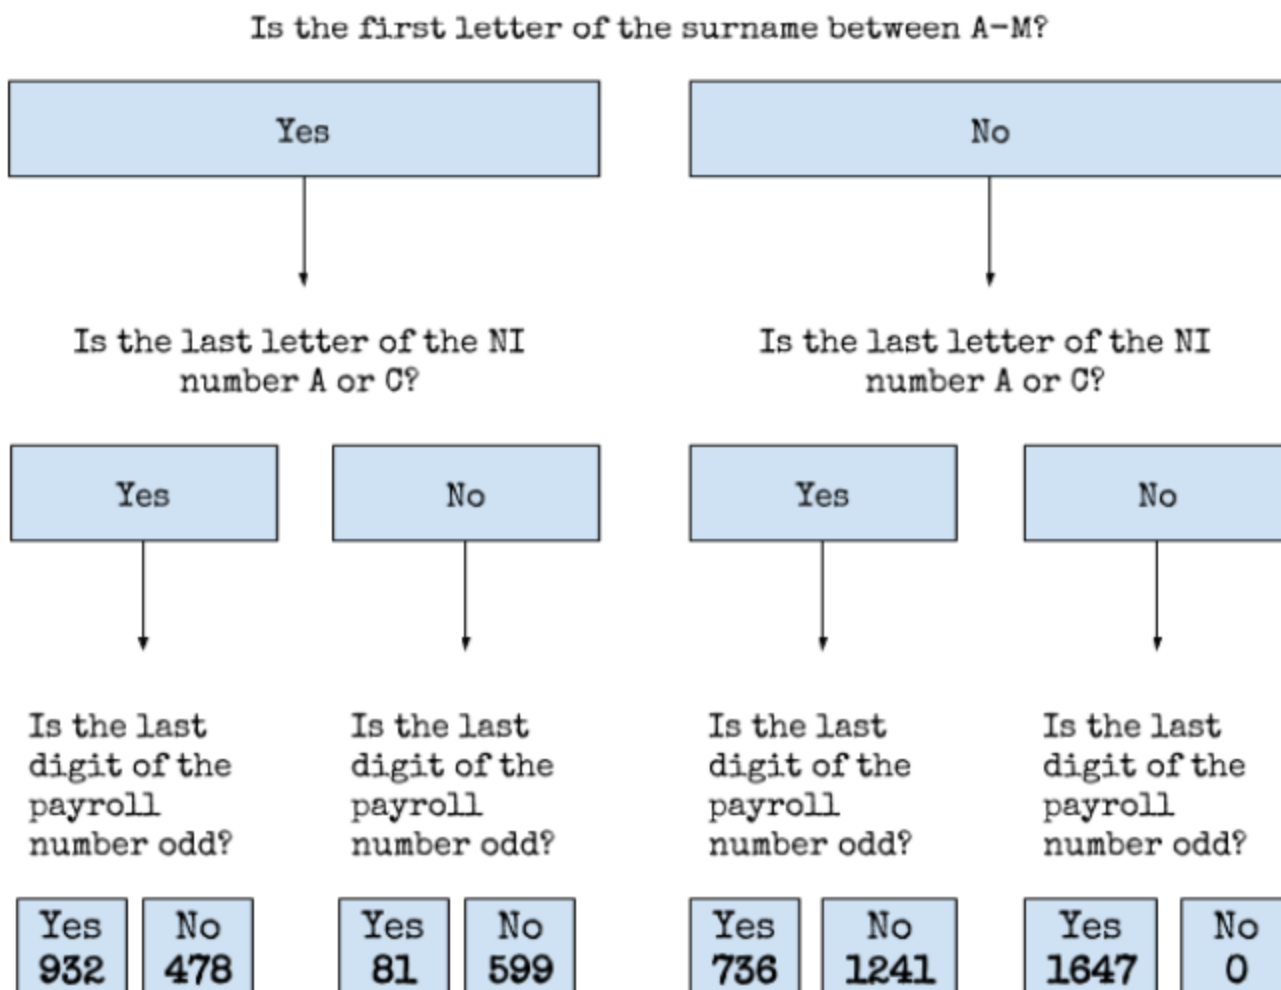 Is the first letter of the surname between A-M?
Yes
No
Is the last letter of the NI
number A or C?
Is the last letter of the NI
number A or C?
Yes
No
Yes
No
Is the last
digit of the
payroll
number odd?
Is the last
digit of the
payroll
number odd?
Is the last
digit of the
payroll
number odd?
Is the last
digit of the
payroll
number odd?
Yes
932
No
478
Yes
81
No
599
Yes
736
No
1241
Yes
1647
No
0